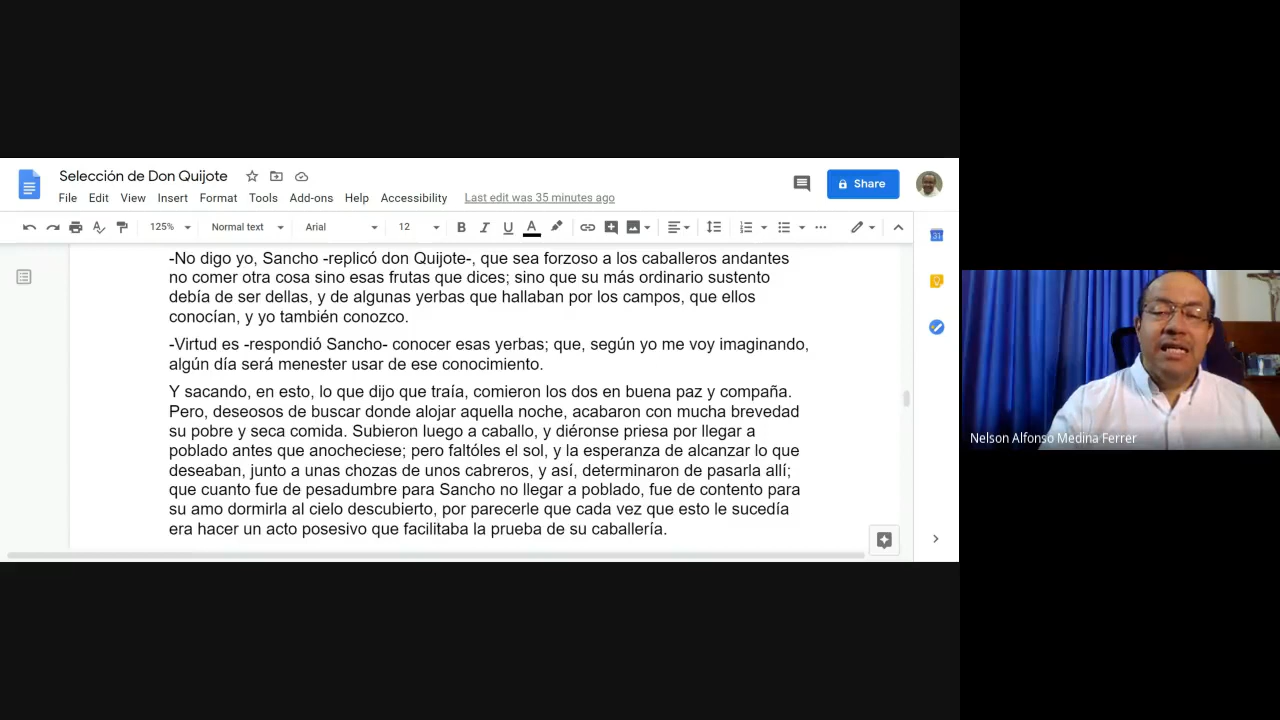 Selección de Don Quijote
File Edit View Insert Format Tools Add-ons Help Accessibility Last edit was 35 minutes ago
Share
125% Normal text Arial 12 B I U A
31
-No digo yo, Sancho -replicó don Quijote-, que sea forzoso a los caballeros andantes
no comer otra cosa sino esas frutas que dices; sino que su más ordinario sustento
debía de ser dellas, y de algunas yerbas que hallaban por los campos, que ellos
conocían, y yo también conozco.
-Virtud es -respondió Sancho- conocer esas yerbas; que, según yo me voy imaginando,
algún día será menester usar de ese conocimiento.
Y sacando, en esto, lo que dijo que traía, comieron los dos en buena paz y compaña.
Pero, deseosos de buscar donde alojar aquella noche, acabaron con mucha brevedad
su pobre y seca comida. Subieron luego a caballo, y diéronse priesa por llegar a
poblado antes que anocheciese; pero faltóles el sol, y la esperanza de alcanzar lo que
deseaban, junto a unas chozas de unos cabreros, y así, determinaron de pasarla allí;
que cuanto fue de pesadumbre para Sancho no llegar a poblado, fue de contento para
su amo dormirla al cielo descubierto, por parecerle que cada vez que esto le sucedía
era hacer un acto posesivo que facilitaba la prueba de su caballería.
Nelson Alfonso Medina Ferrer